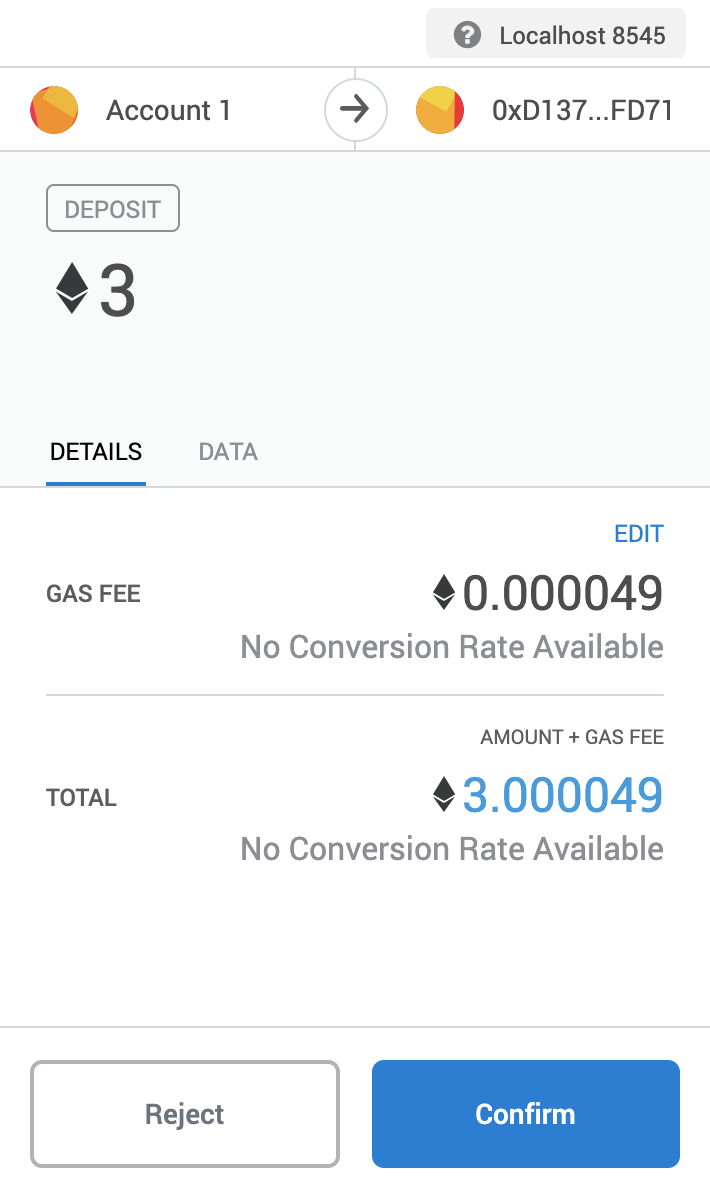 Localhost 8545
Account 1
0xD137...FD71
DEPOSIT
3
DETAILS
DATA
EDIT
GAS FEE
0.000049
No Conversion Rate Available
AMOUNT + GAS FEE
TOTAL
3.000049
No Conversion Rate Available
Reject
Confirm